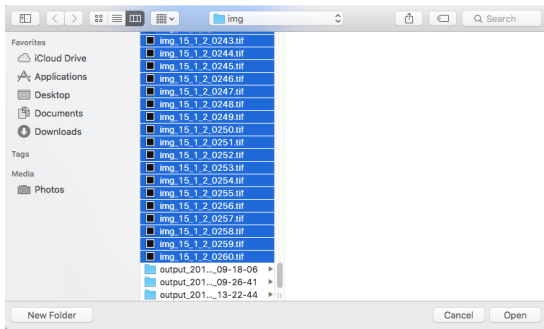 img
Search
Favorites
iCloud Drive
Applications
Desktop
Documents
Downloads
Tags
Media
Photos
img_15_1_2_0243.tif
img_15_1_2_0244.tif
img_15_1_2_0245.tif
img_15_1_2_0246.tif
img_15_1_2_0247.tif
img_15_1_2_0248.tif
img_15_1_2_0249.tif
img_15_1_2_0250.tif
img_15_1_2_0251.tif
img_15_1_2_0252.tif
img_15_1_2_0253.tif
img_15_1_2_0254.tif
img_15_1_2_0255.tif
img_15_1_2_0256.tif
img_15_1_2_0257.tif
img_15_1_2_0258.tif
img_15_1_2_0259.tif
img_15_1_2_0260.tif
output_201..._09-18-06
output_201..._09-26-41
output_201..._13-22-44
New Folder
Cancel
Open